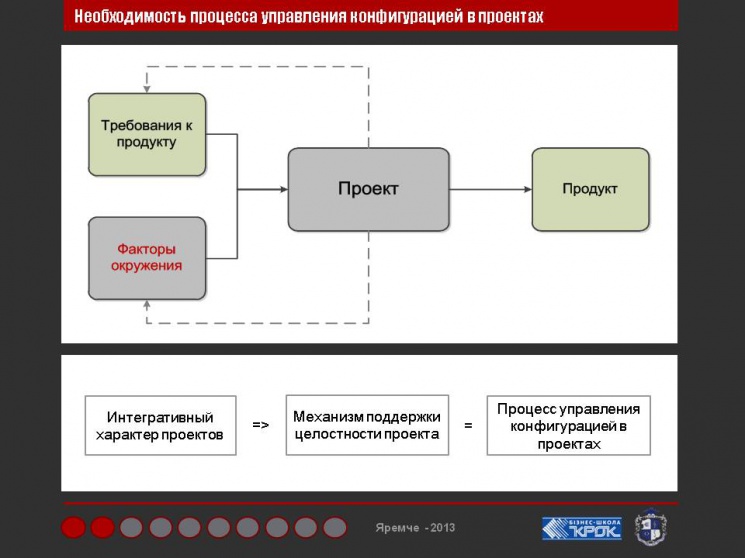 Необходимость процесса управления конфигурацией в проектах
Требования к
продукту
Проект
Продукт
Факторы
окружения
Интегративный
характер проектов
=>
Механизм поддержки
целостности проекта
=
Процесс управления
конфигурацией в
проектах
Яремче - 2013
БІЗНЕС-ШКОЛА
КРОК